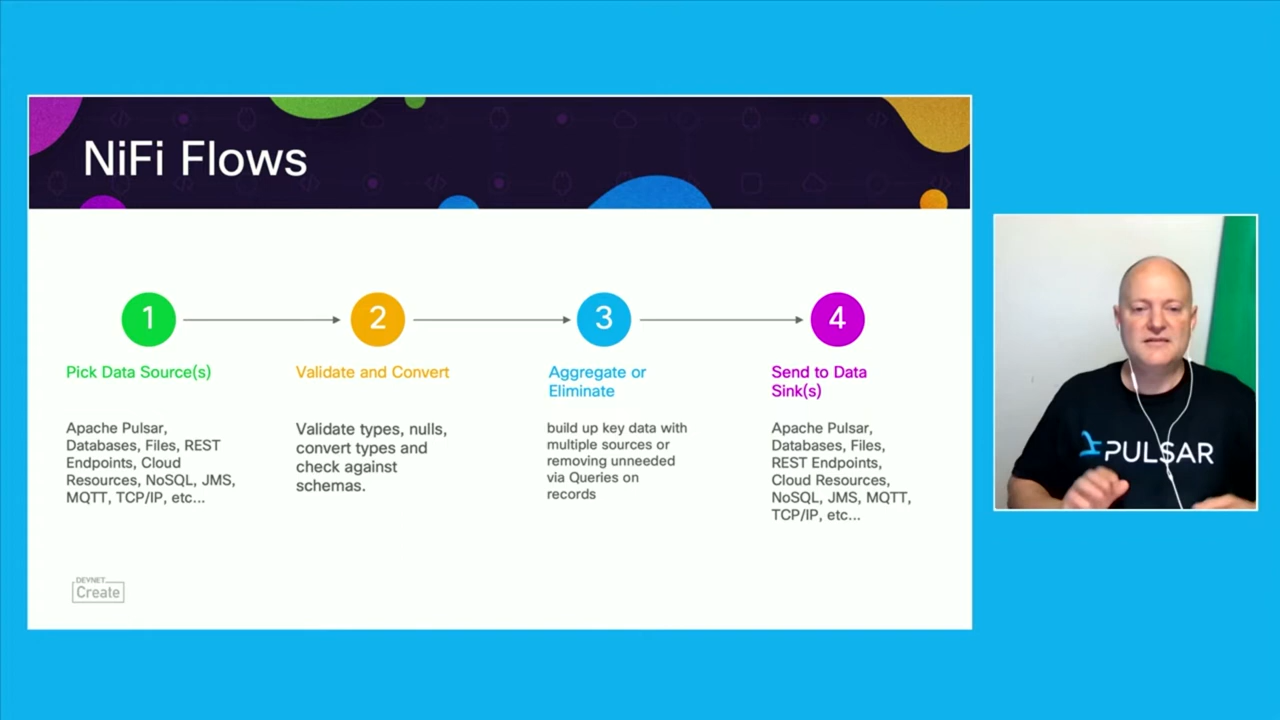 NiFi Flows
1
2
3
4
Pick Data Source(s)
Apache Pulsar,
Databases, Files, REST
Endpoints, Cloud
Resources, NoSQL, JMS,
MQTT, TCP/IP, etc...
Validate and Convert
Validate types, nulls,
convert types and
check against
schemas.
Aggregate or
Eliminate
build up key data with
multiple sources or
removing unneeded
via Queries on
records
Send to Data
Sink(s)
Apache Pulsar,
Databases, Files,
REST Endpoints,
Cloud Resources,
NoSQL, JMS, MQTT,
TCP/IP, etc...
DEVNET
Create
PULSAR